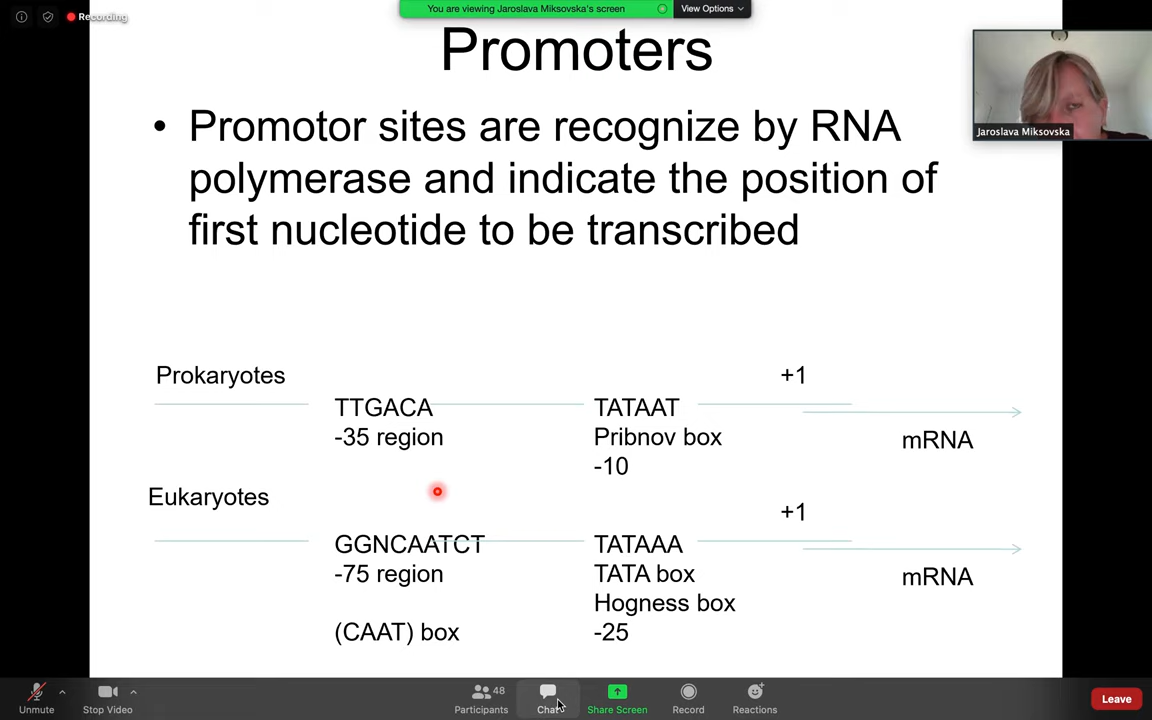 Recording
You are viewing Jaroslava Miksovska's screen
View Options
Promoters
• Promotor sites are recognize by RNA
polymerase and indicate the position of
first nucleotide to be transcribed
Jaroslava Miksovska
Prokaryotes
+1
TTGACA
TATAAT
-35 region
Pribnov box
mRNA
-10
Eukaryotes
+1
GGNCAATCT
TATAAA
-75 region
TATA box
mRNA
Hogness box
(CAAT) box
-25
Unmute
Stop Video
48
Participants
Chat
Share Screen
Record
Reactions
Leave